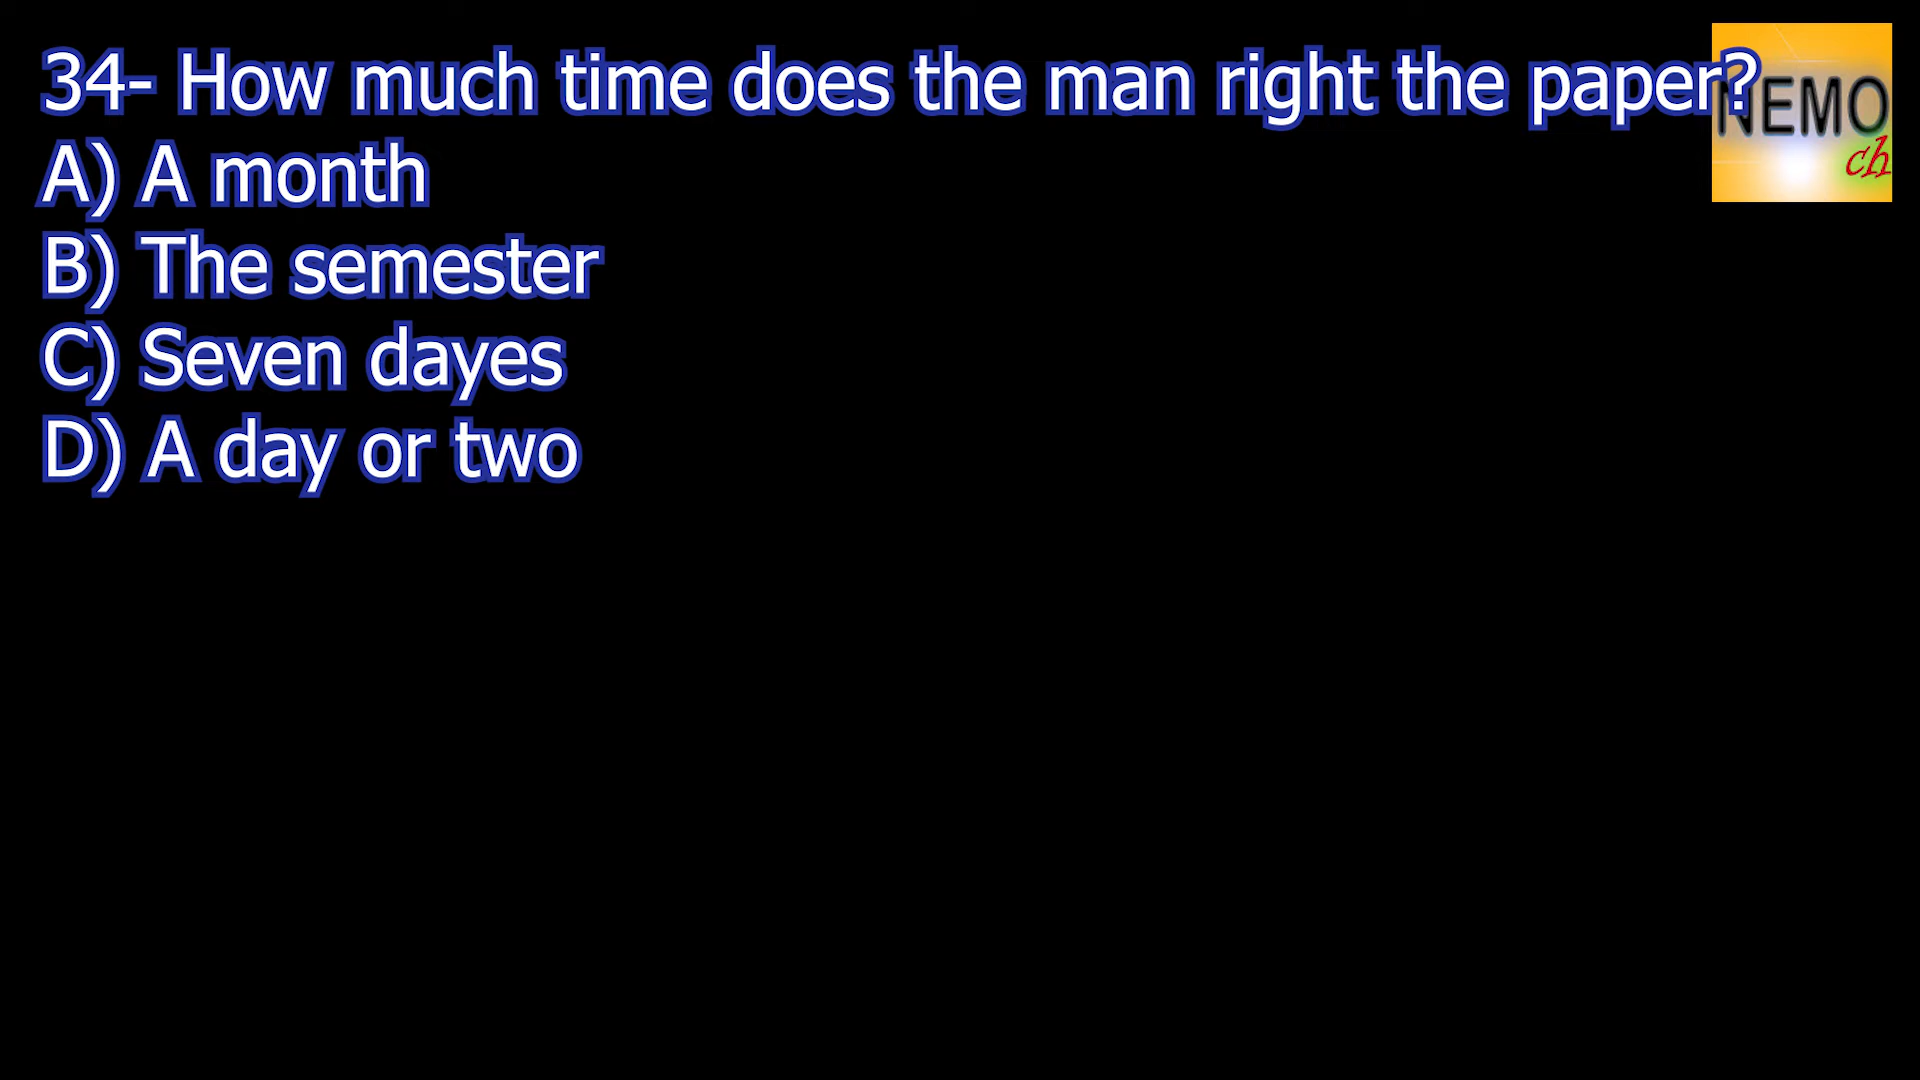 34- How much time does the man right the paper?
A) A month
B) The semester
C) Seven dayes
D) A day or two
NEMO
ch